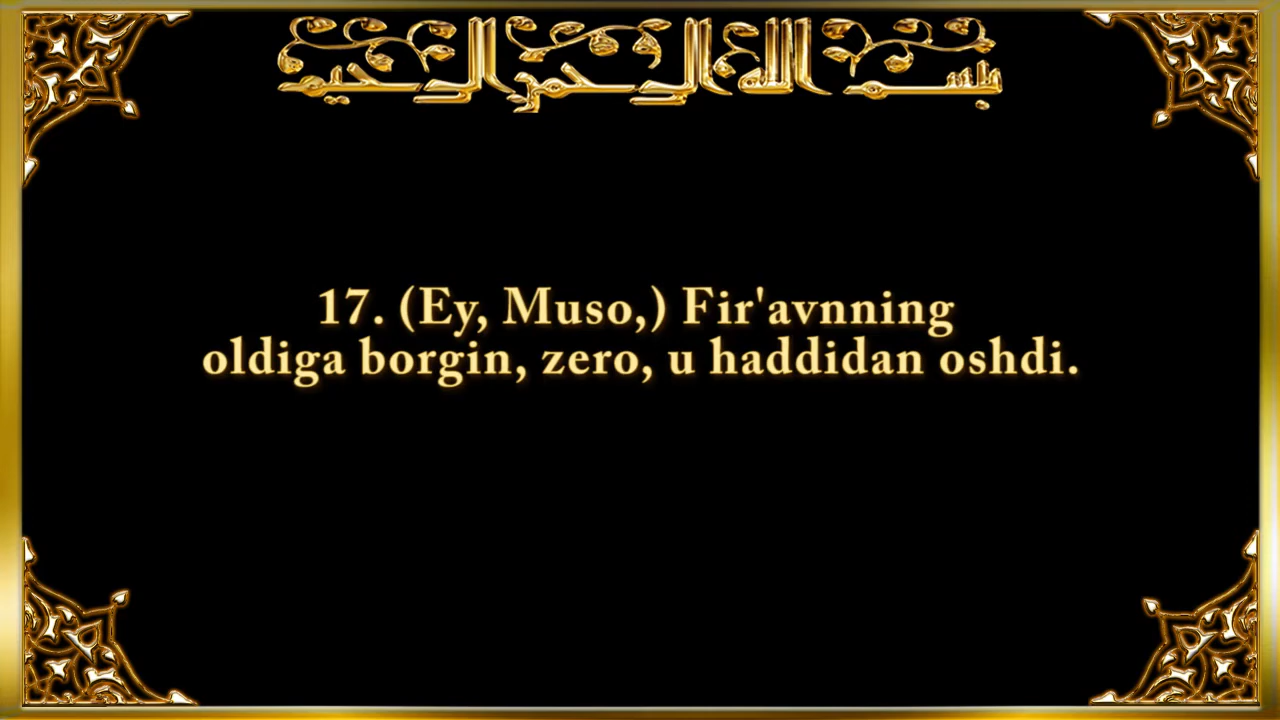 بسم الله الرحمن الرحيم
17. (Ey, Muso,) Fir'avnning
oldiga borgin, zero, u haddidan oshdi.